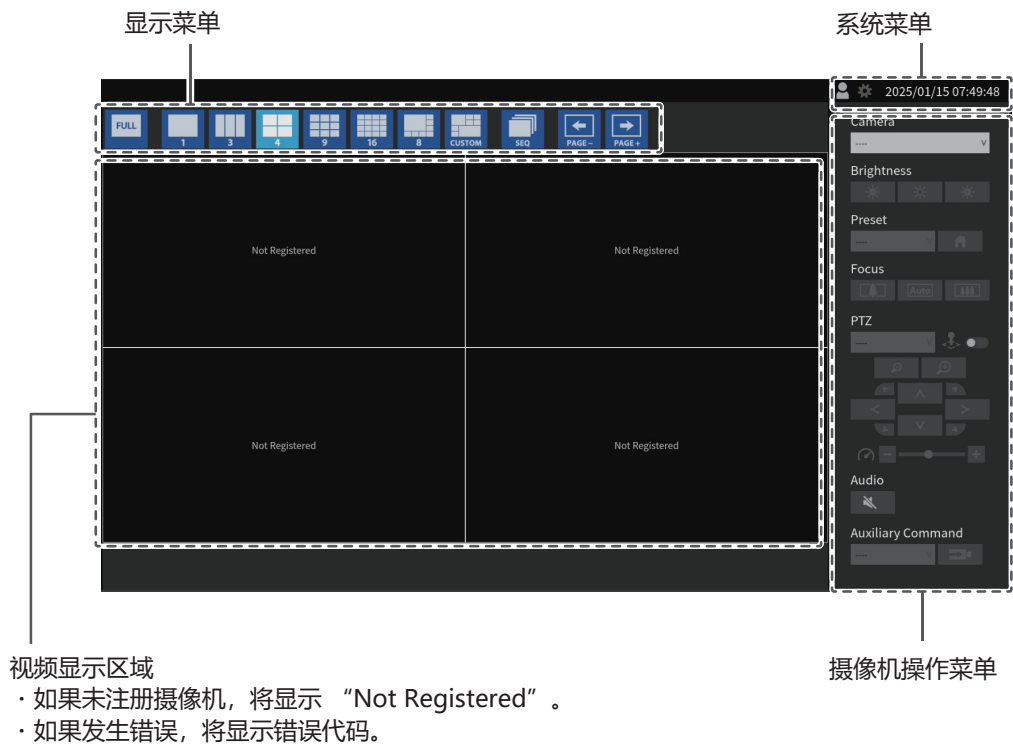 显示菜单
系统菜单
2025/01/15 07:49:48
FULL
1
3
4
9
16
8
CUSTOM
SEQ
PAGE－
PAGE＋
Camera
----
Brightness
Not Registered
Not Registered
Preset
----
Focus
Auto
PTZ
----
Not Registered
Not Registered
Audio
Auxiliary Command
----
视频显示区域
摄像机操作菜单
・如果未注册摄像机，将显示 “Not Registered”。
・如果发生错误，将显示错误代码。